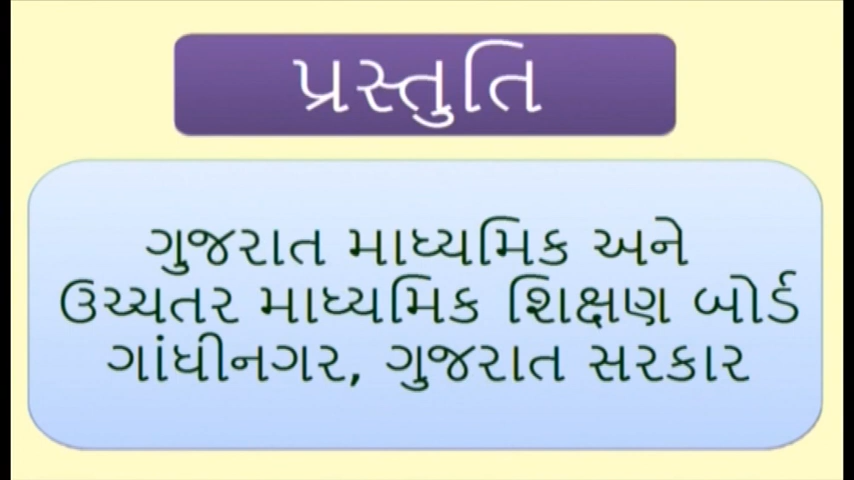 પ્રસ્તુતિ
ગુજરાત માધ્યમિક અને
ઉચ્ચતર માધ્યમિક શિક્ષણ બોર્ડ
ગાંધીનગર, ગુજરાત સરકાર